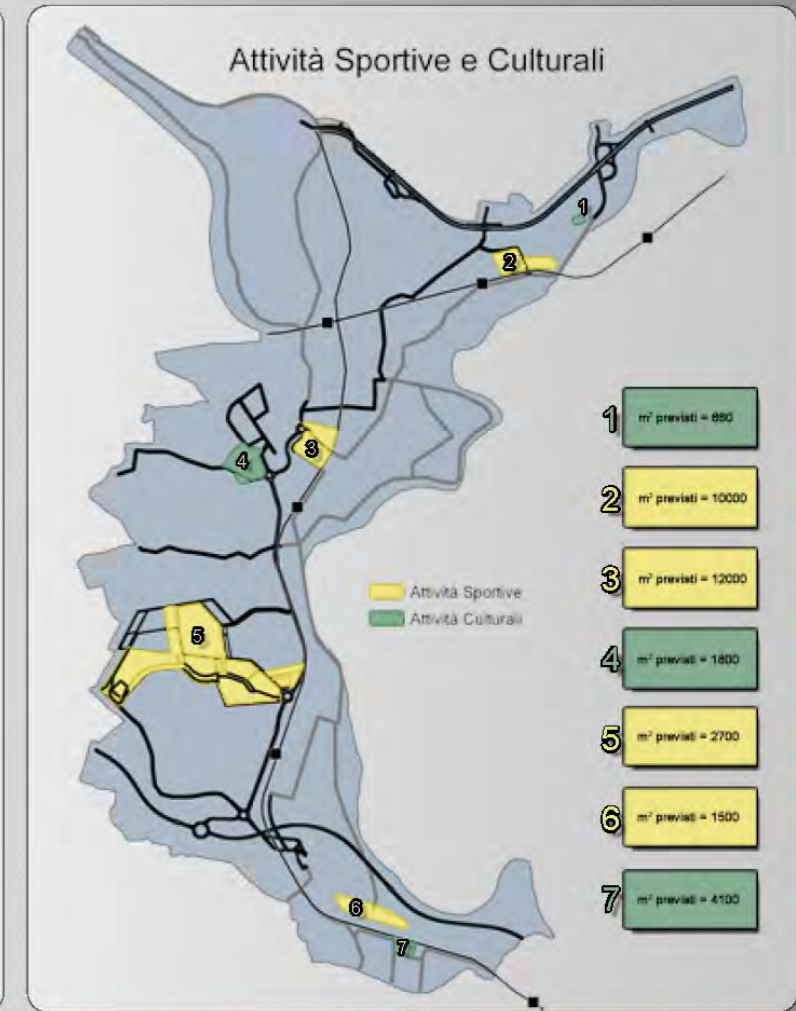 Attività Sportive e Culturali
1
2
3
4
5
6
7
Attività Sportive
Attività Culturali
1 m² previsti = 660
2 m² previsti = 10000
3 m² previsti = 12000
4 m² previsti = 1800
5 m² previsti = 2700
6 m² previsti = 1500
7 m² previsti = 4100